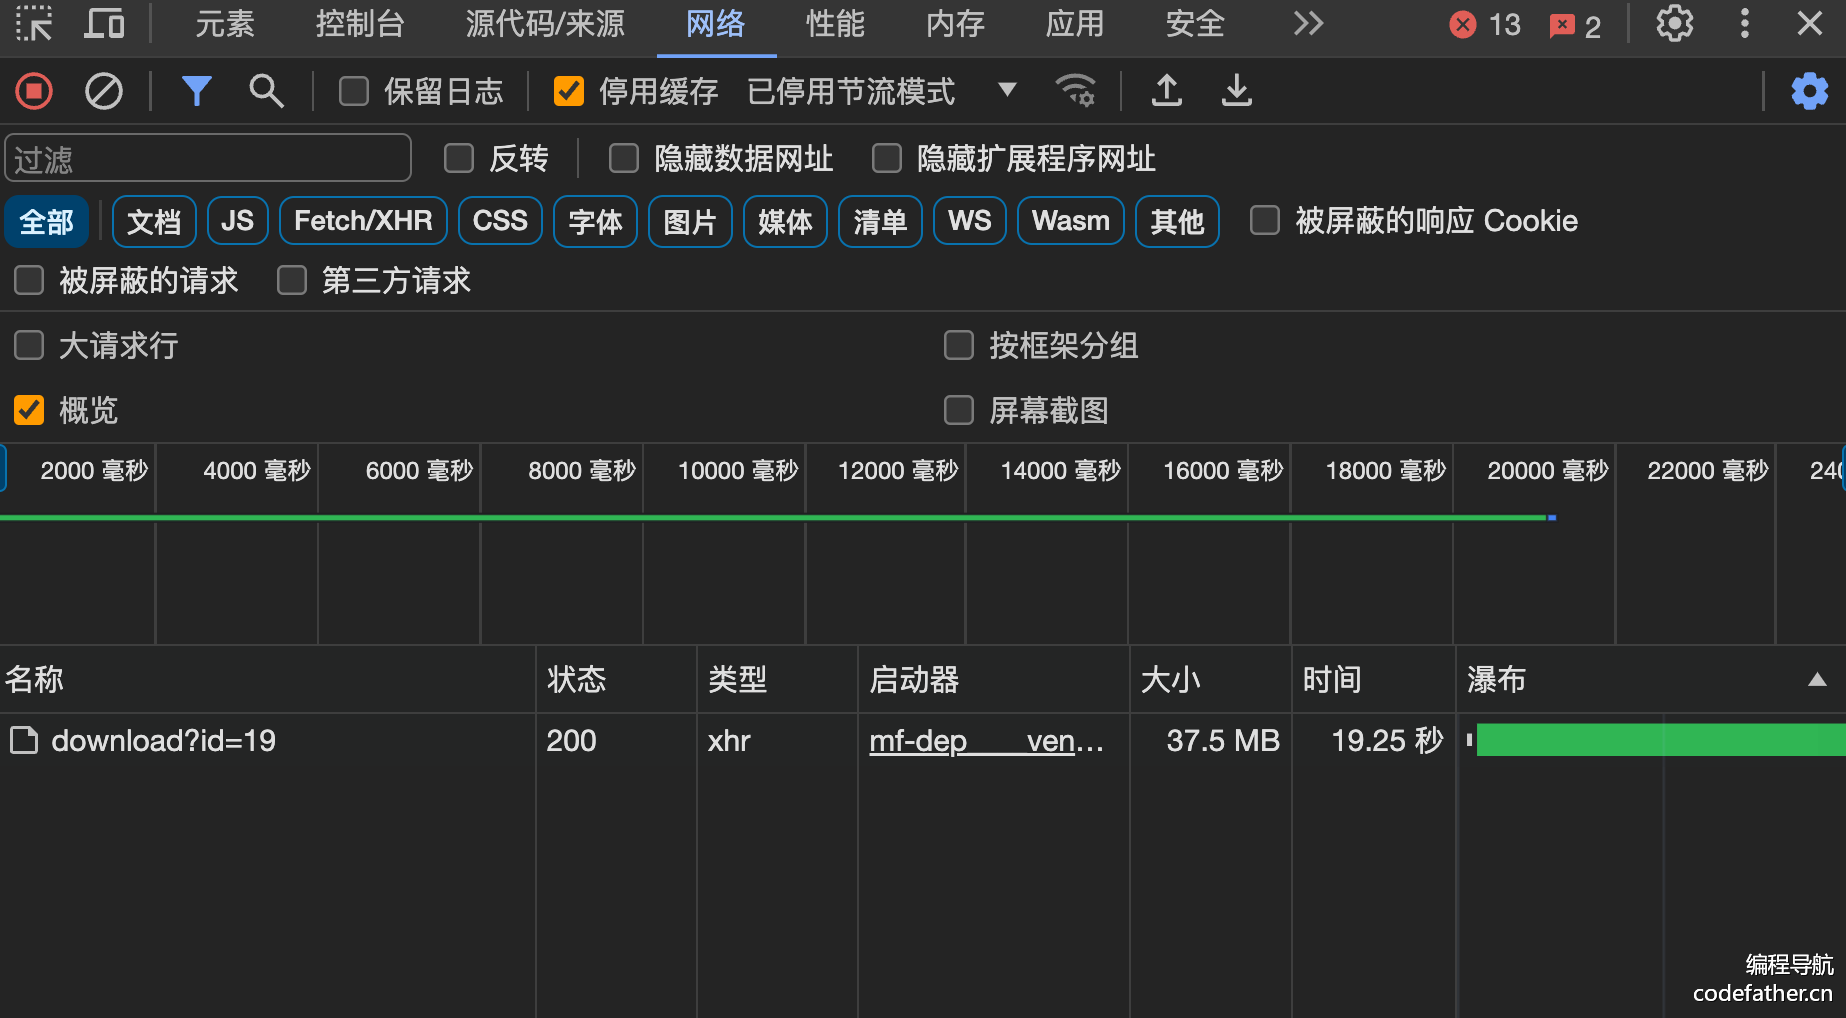 元素 控制台 源代码/来源 网络 性能 内存 应用 安全 13 2
保留日志 停用缓存 已停用节流模式
过滤 反转 隐藏数据网址 隐藏扩展程序网址
全部 文档 JS Fetch/XHR CSS 字体 图片 媒体 清单 WS Wasm 其他 被屏蔽的响应 Cookie
被屏蔽的请求 第三方请求
大请求行 按框架分组
概览 屏幕截图
2000 毫秒 4000 毫秒 6000 毫秒 8000 毫秒 10000 毫秒 12000 毫秒 14000 毫秒 16000 毫秒 18000 毫秒 20000 毫秒 22000 毫秒
名称 状态 类型 启动器 大小 时间 瀑布
download?id=19 200 xhr mf-dep____ven… 37.5 MB 19.25 秒
编程导航
codefather.cn